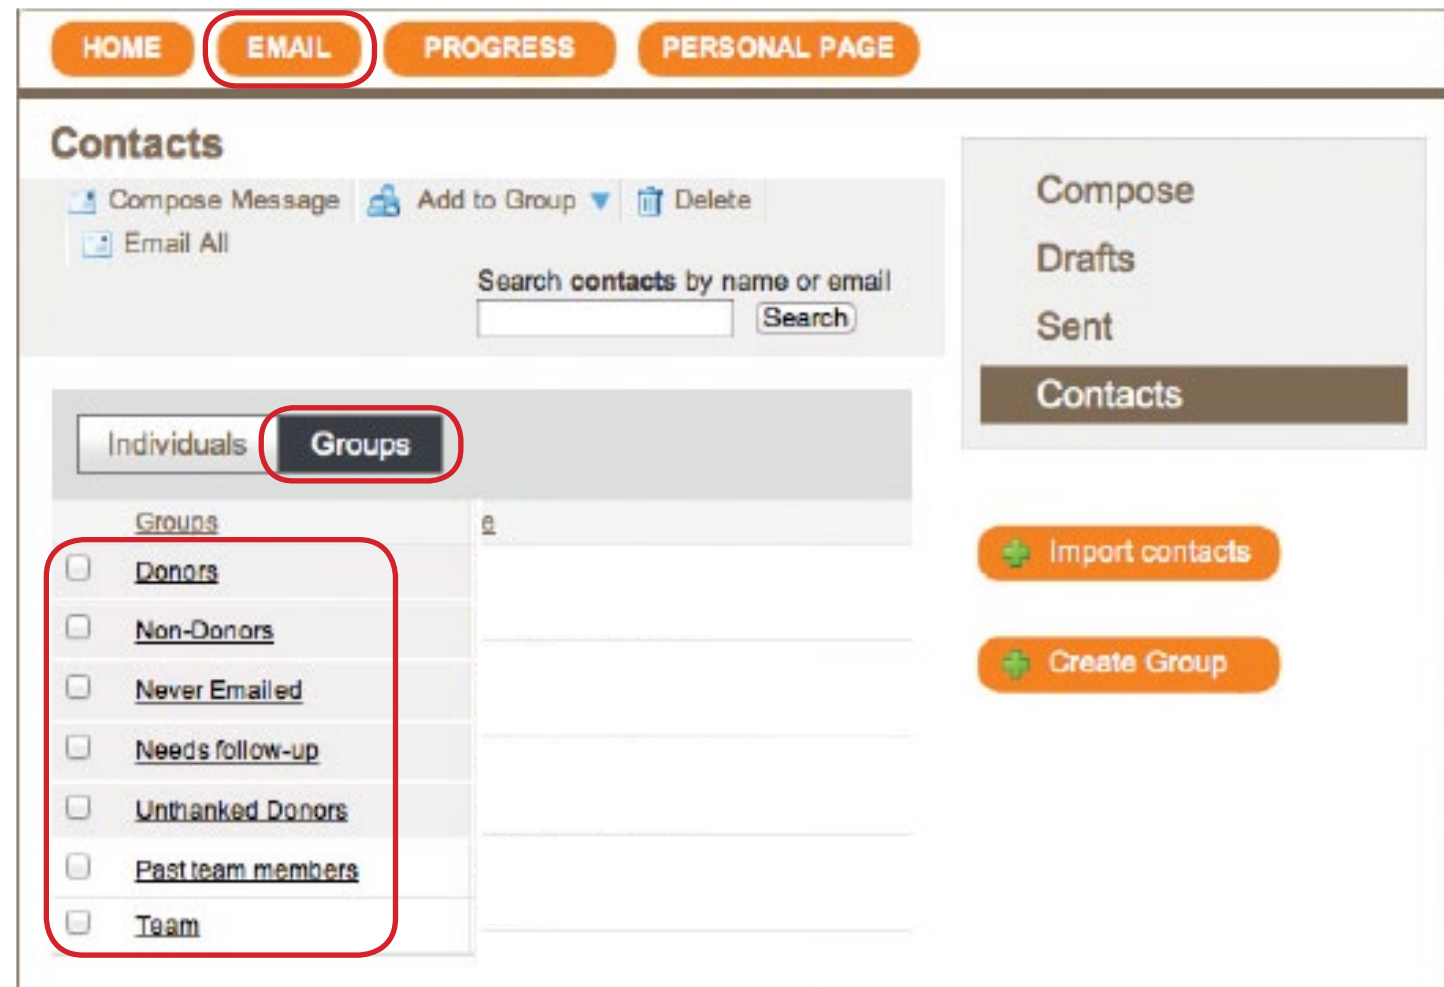 HOME EMAIL PROGRESS PERSONAL PAGE
Contacts
Compose Message Add to Group Delete
Email All
Search contacts by name or email
Search
Individuals Groups
Groups e
Donors
Non-Donors
Never Emailed
Needs follow-up
Unthanked Donors
Past team members
Team
Compose
Drafts
Sent
Contacts
Import contacts
Create Group